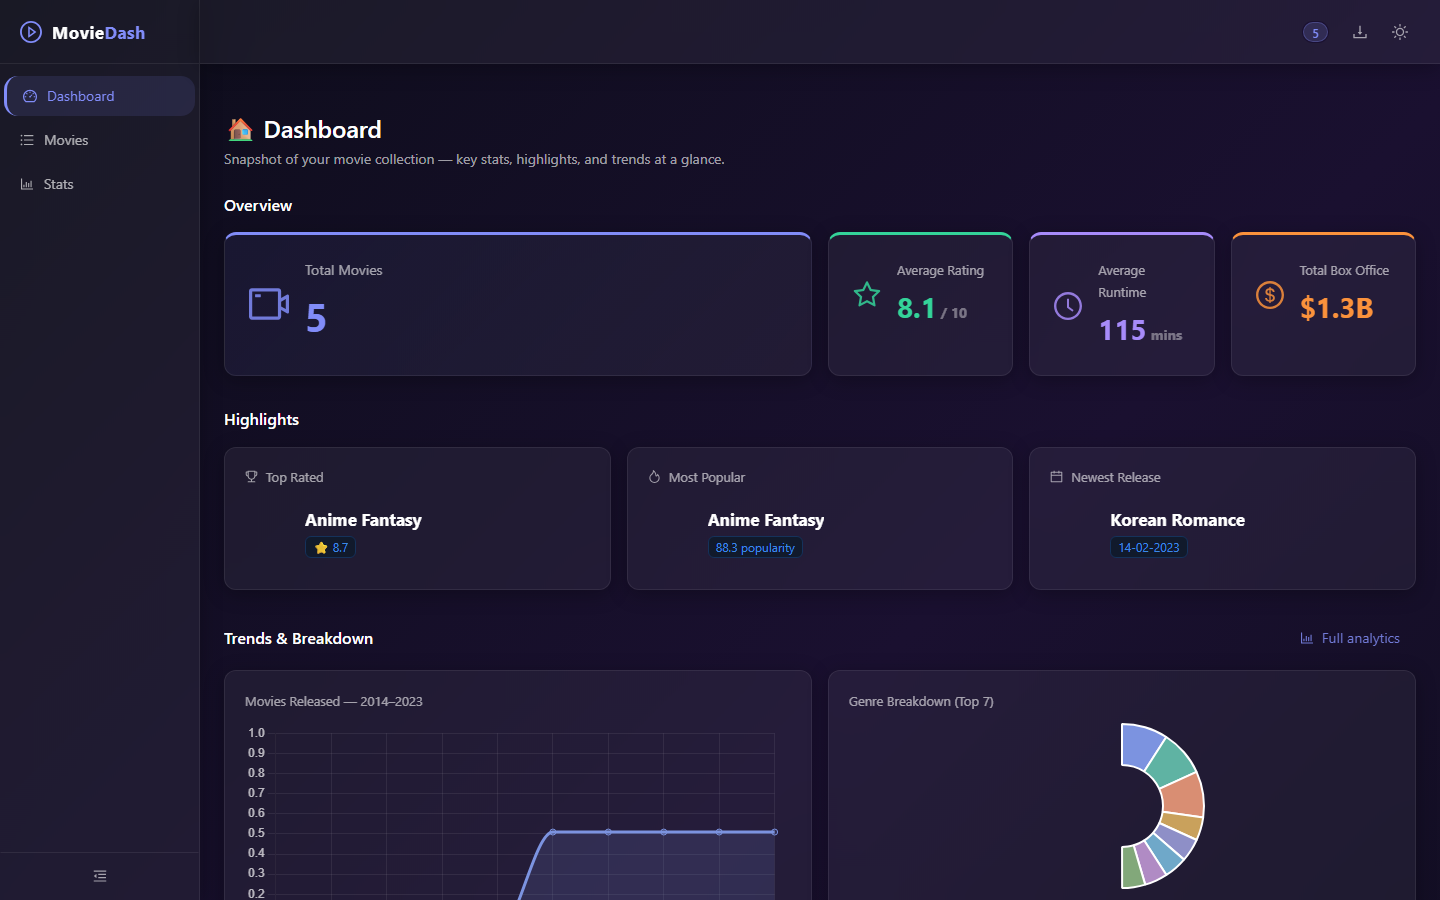 MovieDash
5
Dashboard
Movies
Stats
Dashboard
Snapshot of your movie collection — key stats, highlights, and trends at a glance.
Overview
Total Movies
5
Average Rating
8.1 / 10
Average
Runtime
115 mins
Total Box Office
$1.3B
Highlights
Top Rated
Anime Fantasy
8.7
Most Popular
Anime Fantasy
88.3 popularity
Newest Release
Korean Romance
14-02-2023
Trends & Breakdown
Full analytics
Movies Released — 2014–2023
1.0
0.9
0.8
0.7
0.6
0.5
0.4
0.3
0.2
Genre Breakdown (Top 7)